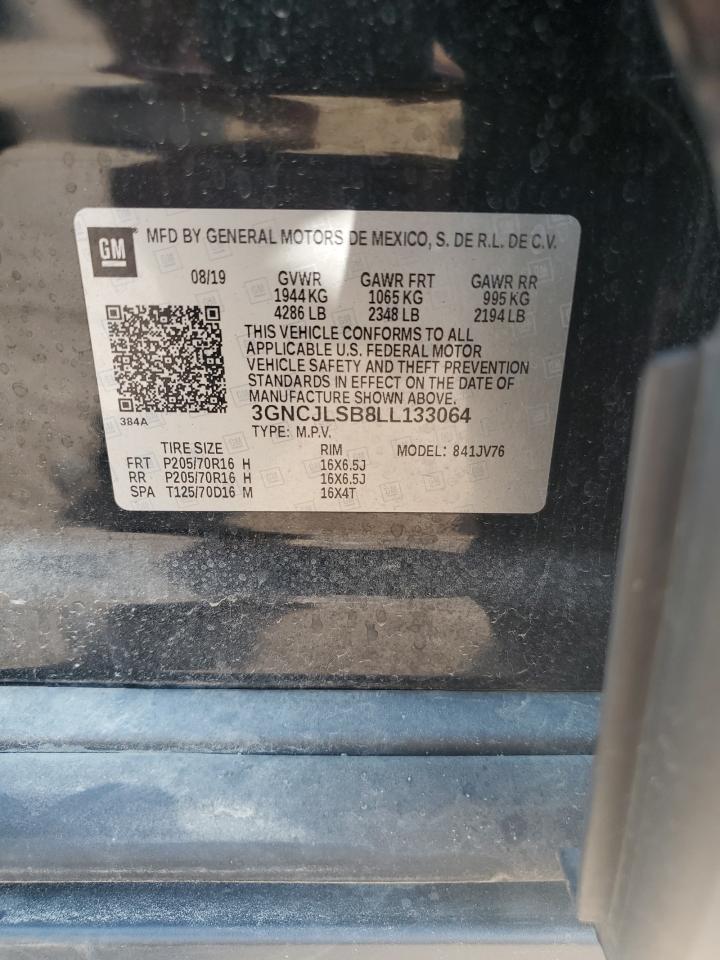 GM
MFD BY GENERAL MOTORS DE MEXICO, S. DE R.L. DE C.V.
08/19 GVWR GAWR FRT GAWR RR
1944 KG 1065 KG 995 KG
4286 LB 2348 LB 2194 LB
THIS VEHICLE CONFORMS TO ALL
APPLICABLE U.S. FEDERAL MOTOR
VEHICLE SAFETY AND THEFT PREVENTION
STANDARDS IN EFFECT ON THE DATE OF
MANUFACTURE SHOWN ABOVE.
384A
3GNCJLSB8LL133064
TYPE: M.P.V.
TIRE SIZE RIM MODEL: 841JV76
FRT P205/70R16 H 16X6.5J
RR P205/70R16 H 16X6.5J
SPA T125/70D16 M 16X4T